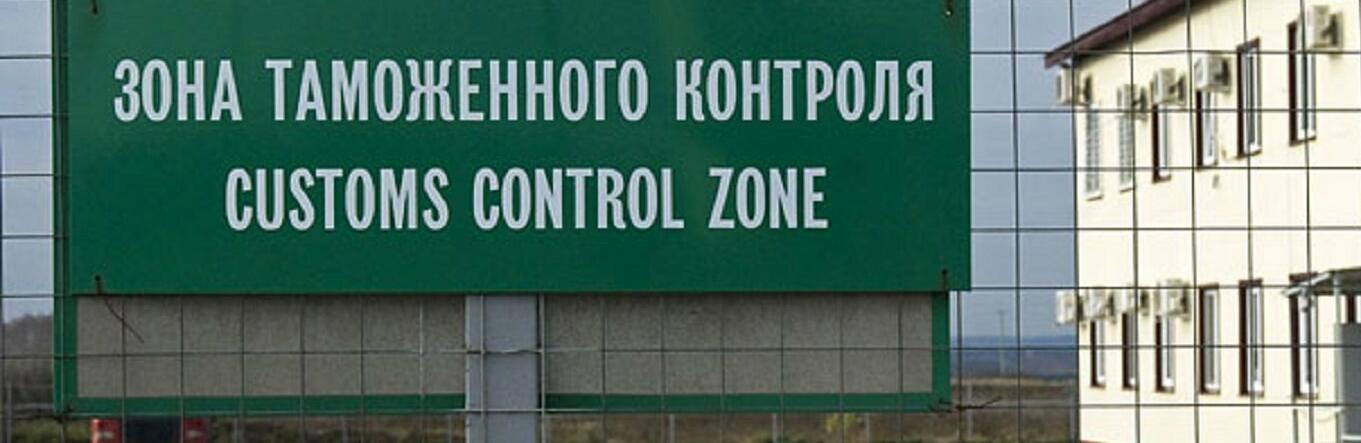 ЗОНА ТАМОЖЕННОГО КОНТРОЛЯ
CUSTOMS CONTROL ZONE